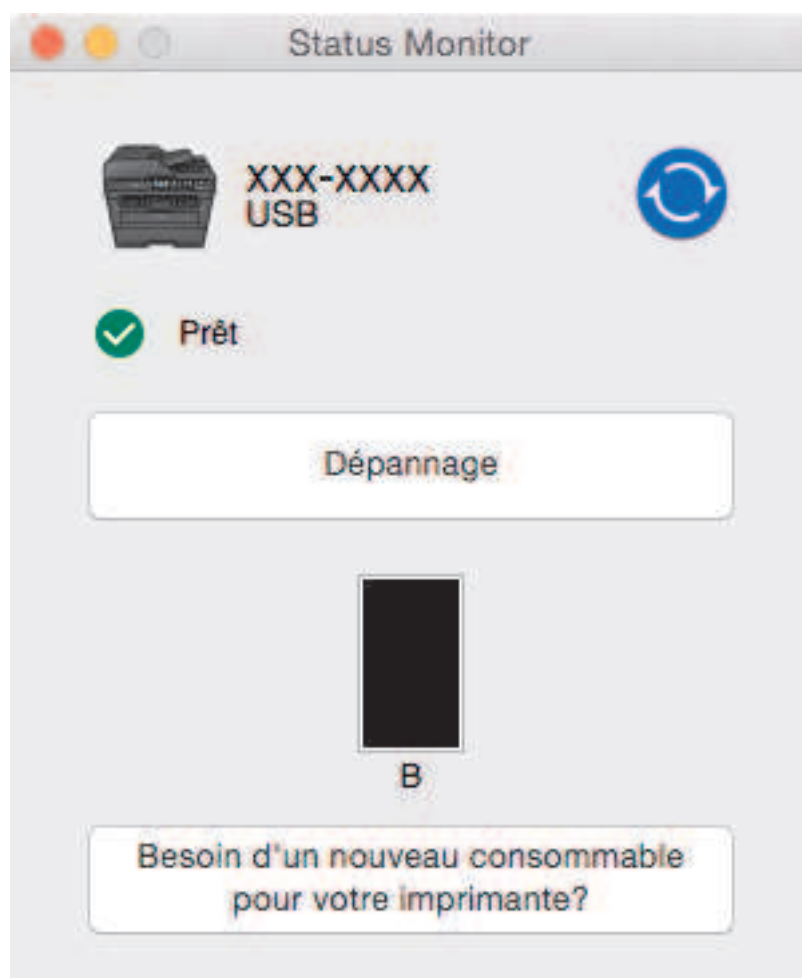 Status Monitor
XXX-XXXX
USB
Prêt
Dépannage
B
Besoin d'un nouveau consommable
pour votre imprimante?